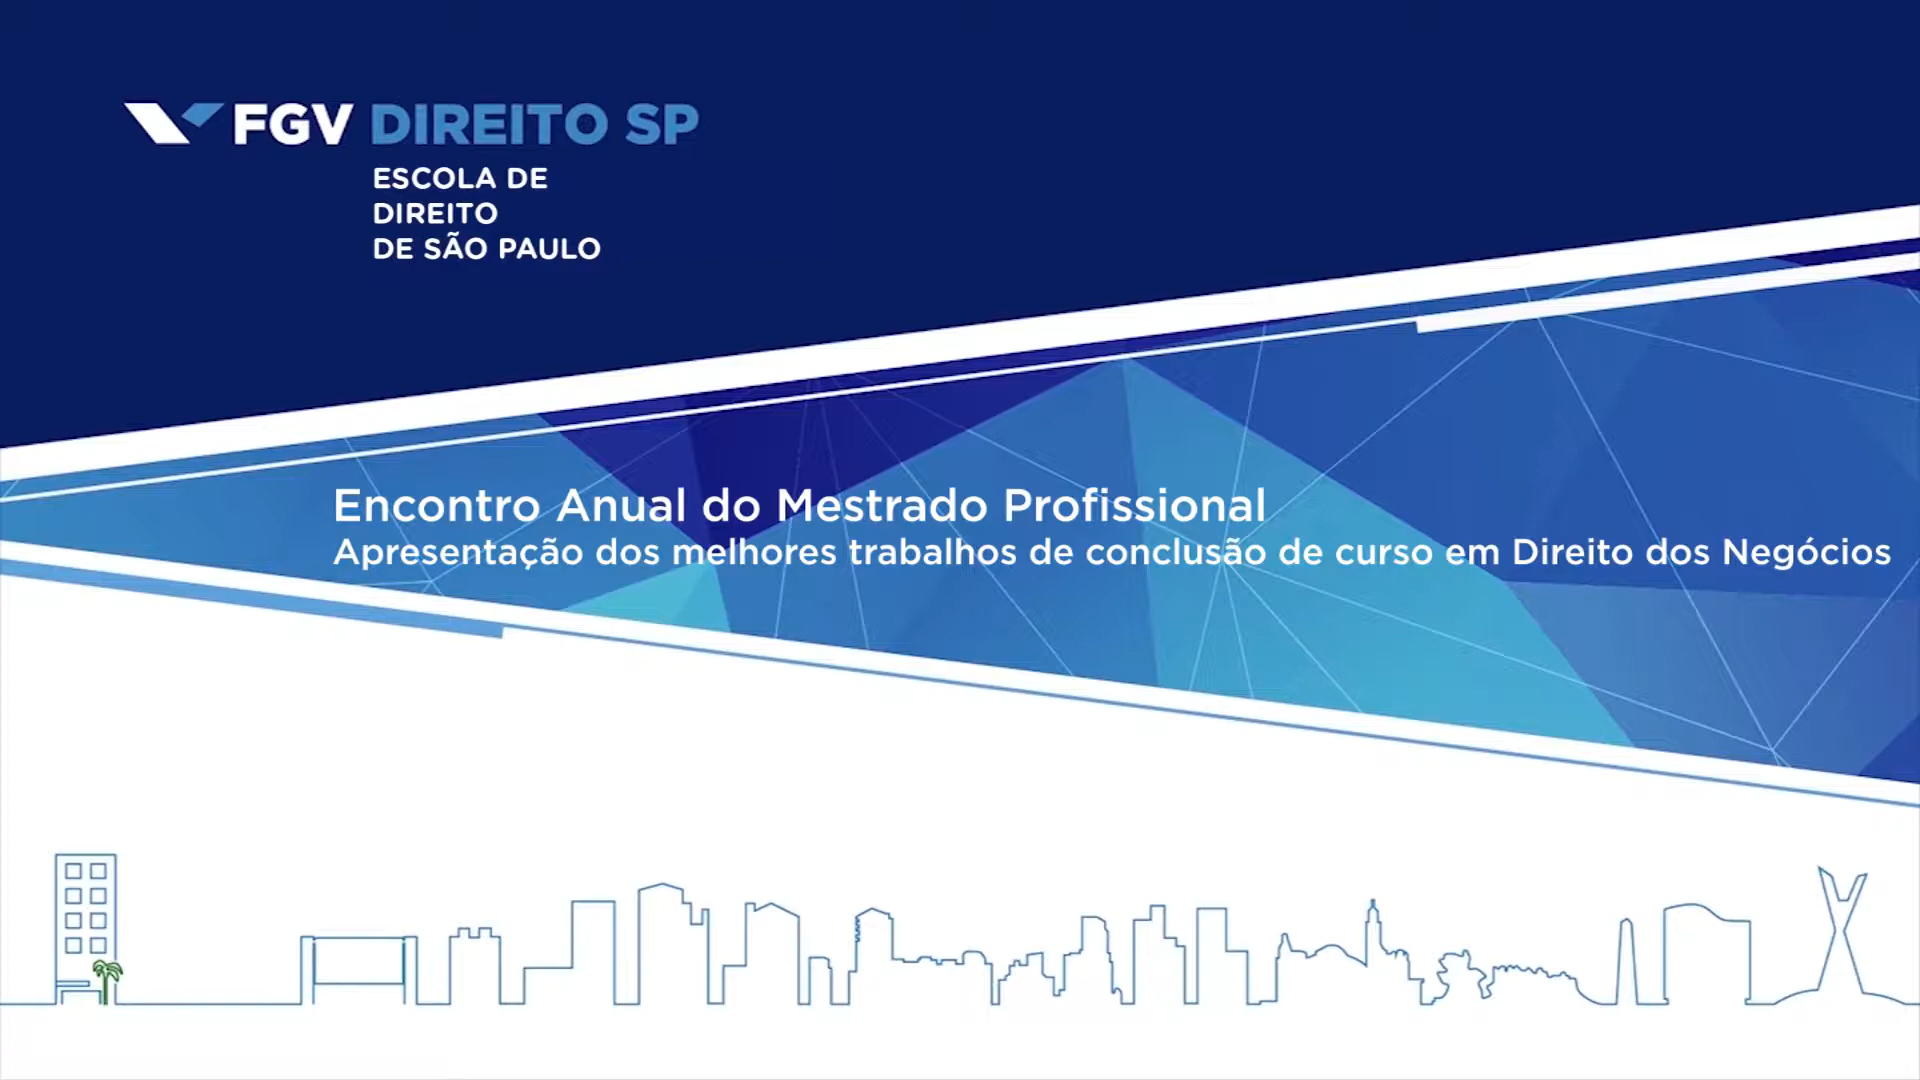 FGV DIREITO SP
ESCOLA DE
DIREITO
DE SÃO PAULO
Encontro Anual do Mestrado Profissional
Apresentação dos melhores trabalhos de conclusão de curso em Direito dos Negócios